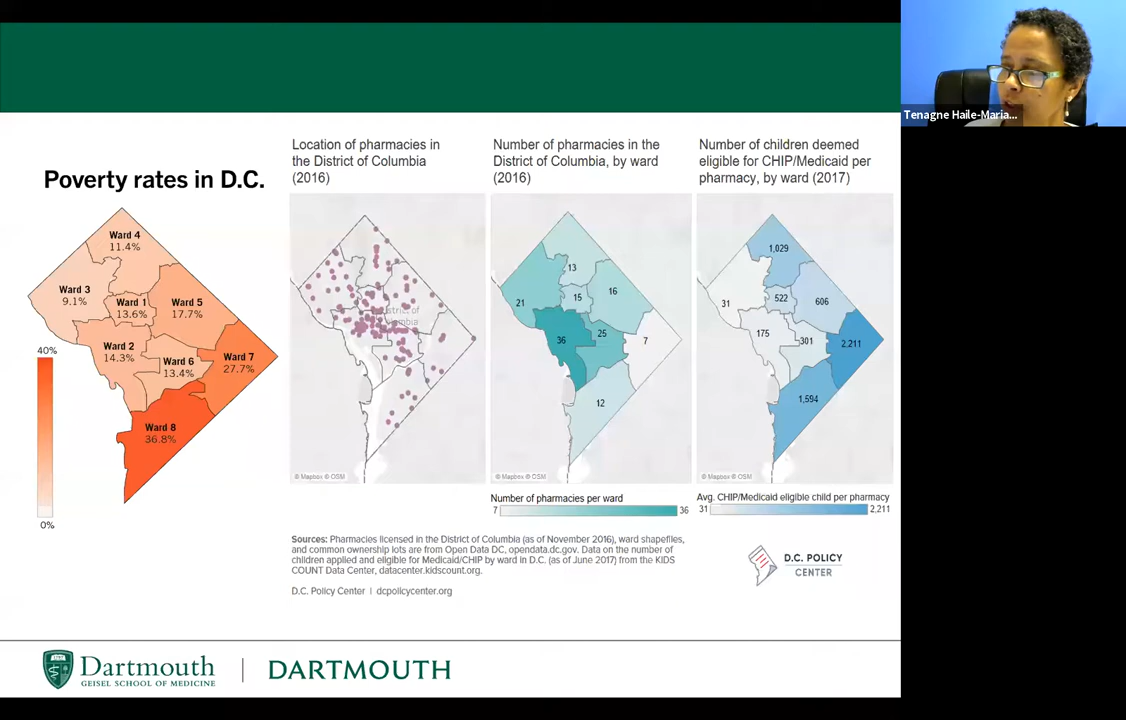 Tenagne Haile-Maria...
Poverty rates in D.C.
Ward 4
11.4%
Ward 3
9.1%
Ward 1
13.6%
Ward 5
17.7%
Ward 2
14.3%
Ward 6
13.4%
Ward 7
27.7%
Ward 8
36.8%
40%
0%
Location of pharmacies in
the District of Columbia
(2016)
© Mapbox © OSM
Number of pharmacies in the
District of Columbia, by ward
(2016)
13
21
15
16
36
25
7
12
© Mapbox © OSM
Number of pharmacies per ward
7
36
Number of children deemed
eligible for CHIP/Medicaid per
pharmacy, by ward (2017)
1,029
31
522
606
175
301
2,211
1,594
© Mapbox © OSM
Avg. CHIP/Medicaid eligible child per pharmacy
31
2,211
Sources: Pharmacies licensed in the District of Columbia (as of November 2016), ward shapefiles,
and common ownership lots are from Open Data DC, opendata.dc.gov. Data on the number of
children applied and eligible for Medicaid/CHIP by ward in D.C. (as of June 2017) from the KIDS
COUNT Data Center, datacenter.kidscount.org.
D.C. Policy Center | dcpolicycenter.org
D.C. POLICY
CENTER
Dartmouth
GEISEL SCHOOL OF MEDICINE
DARTMOUTH